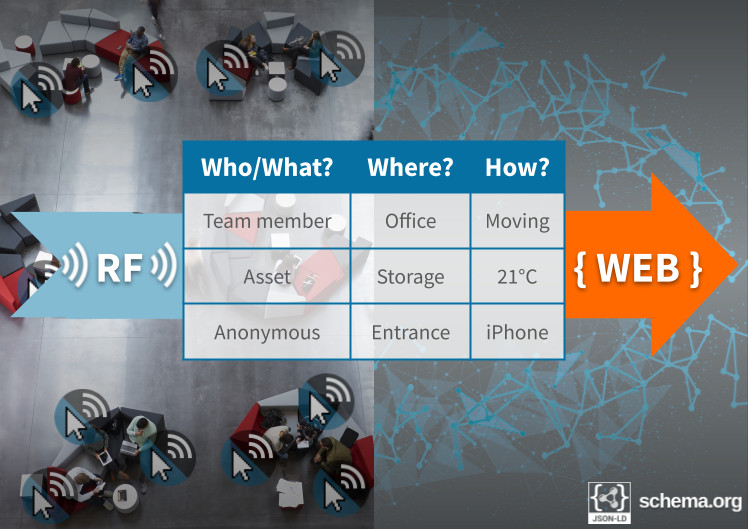 Who/What? Where? How?
Team member Office Moving
((( RF ))) Asset Storage 21°C { WEB }
Anonymous Entrance iPhone
JSON-LD
schema.org